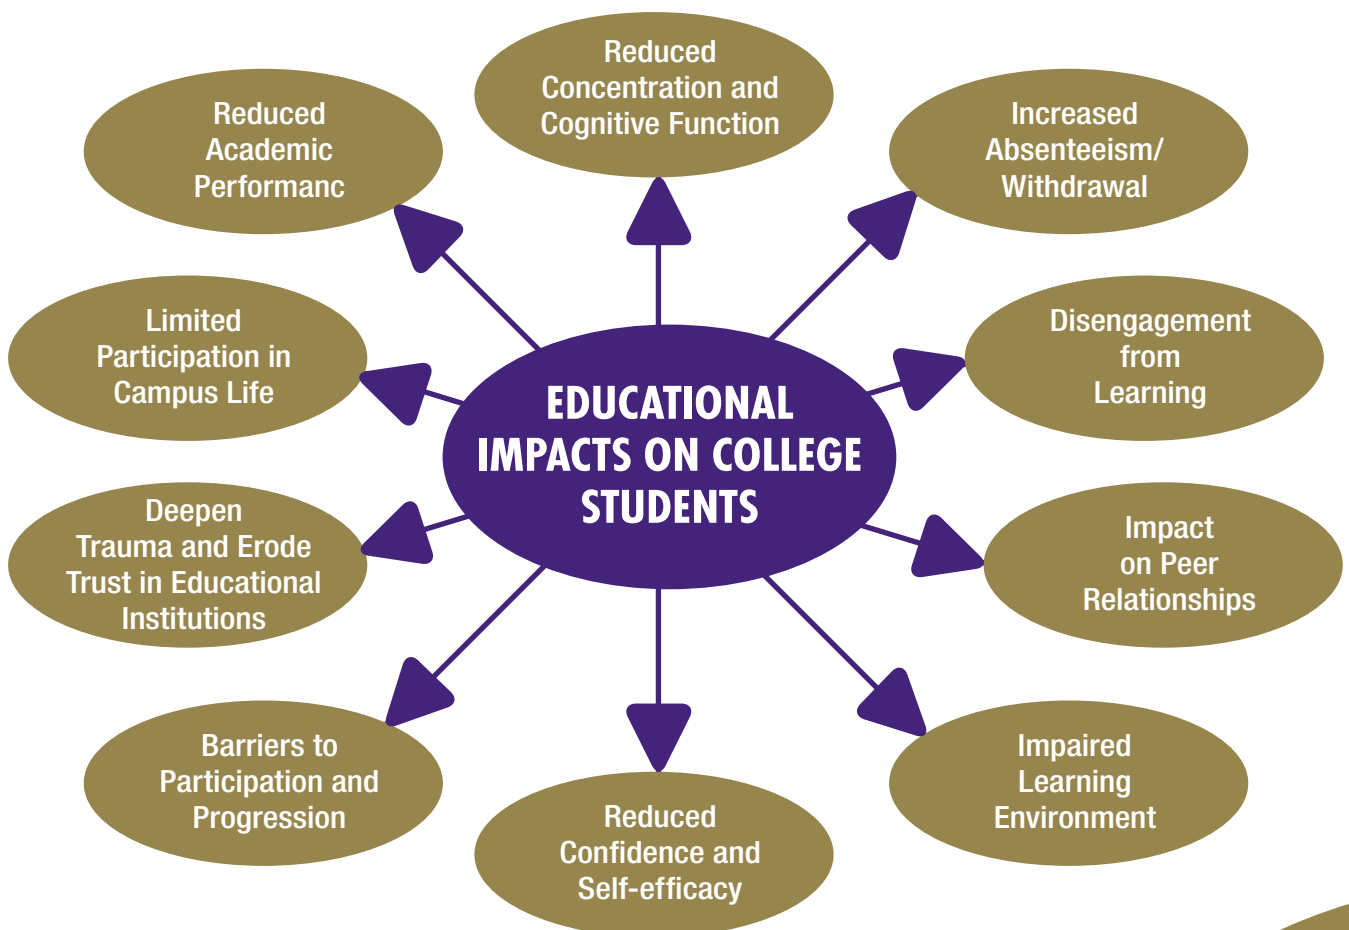 Reduced
Concentration and
Cognitive Function
Increased
Absenteeism/
Withdrawal
Disengagement
from
Learning
Impact
on Peer
Relationships
Impaired
Learning
Environment
Reduced
Confidence and
Self-efficacy
Barriers to
Participation and
Progression
Deepen
Trauma and Erode
Trust in Educational
Institutions
Limited
Participation in
Campus Life
Reduced
Academic
Performanc
EDUCATIONAL
IMPACTS ON COLLEGE
STUDENTS